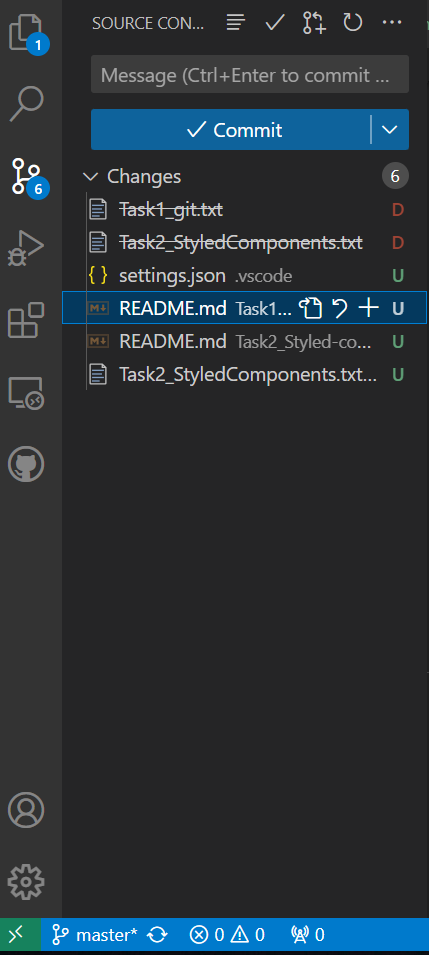 SOURCE CON...
1
Message (Ctrl+Enter to commit ...
Commit
6
Changes 6
Task1_git.txt D
Task2_StyledComponents.txt D
{ } settings.json .vscode U
README.md Task1... U
README.md Task2_Styled-co... U
Task2_StyledComponents.txt... U
master* 0 0 0